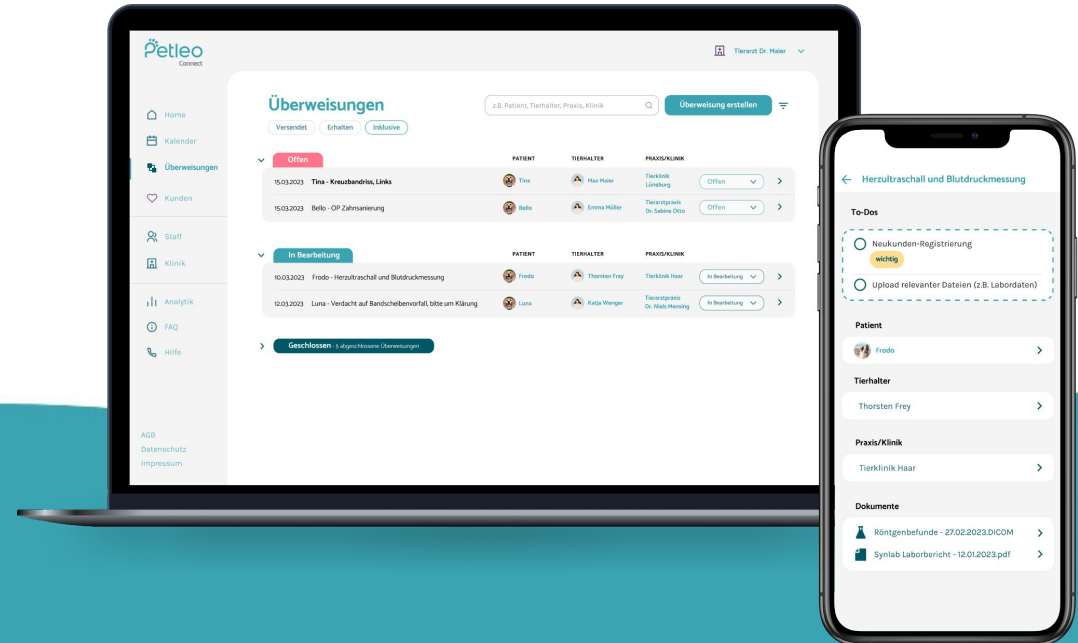 Petleo
Connect
Tierarzt Dr. Maier
Home
Kalender
Überweisungen
Kunden
Staff
Klinik
Analytik
FAQ
Hilfe
AGB
Datenschutz
Impressum
Überweisungen
z.B. Patient, Tierhalter, Praxis, Klinik
Überweisung erstellen
Versendet Erhalten Inklusive
Offen PATIENT TIERHALTER PRAXIS/KLINIK
15.03.2023 Tina - Kreuzbandriss, Links Tina Max Maier Tierklinik Lüneburg Offen
15.03.2023 Bello - OP Zahnsanierung Bello Emma Müller Tierarztpraxis Dr. Sabine Otto Offen
In Bearbeitung PATIENT TIERHALTER PRAXIS/KLINIK
10.03.2023 Frodo - Herzultraschall und Blutdruckmessung Frodo Thorsten Frey Tierklinik Haar In Bearbeitung
12.03.2023 Luna - Verdacht auf Bandscheibenvorfall, bitte um Klärung Luna Katja Wenger Tierarztpraxis Dr. Niels Mensing In Bearbeitung
Geschlossen - 5 abgeschlossene Überweisungen
Herzultraschall und Blutdruckmessung
To-Dos
Neukunden-Registrierung
wichtig
Upload relevanter Dateien (z.B. Labordaten)
Patient
Frodo
Tierhalter
Thorsten Frey
Praxis/Klinik
Tierklinik Haar
Dokumente
Röntgenbefunde - 27.02.2023.DICOM
Synlab Laborbericht - 12.01.2023.pdf